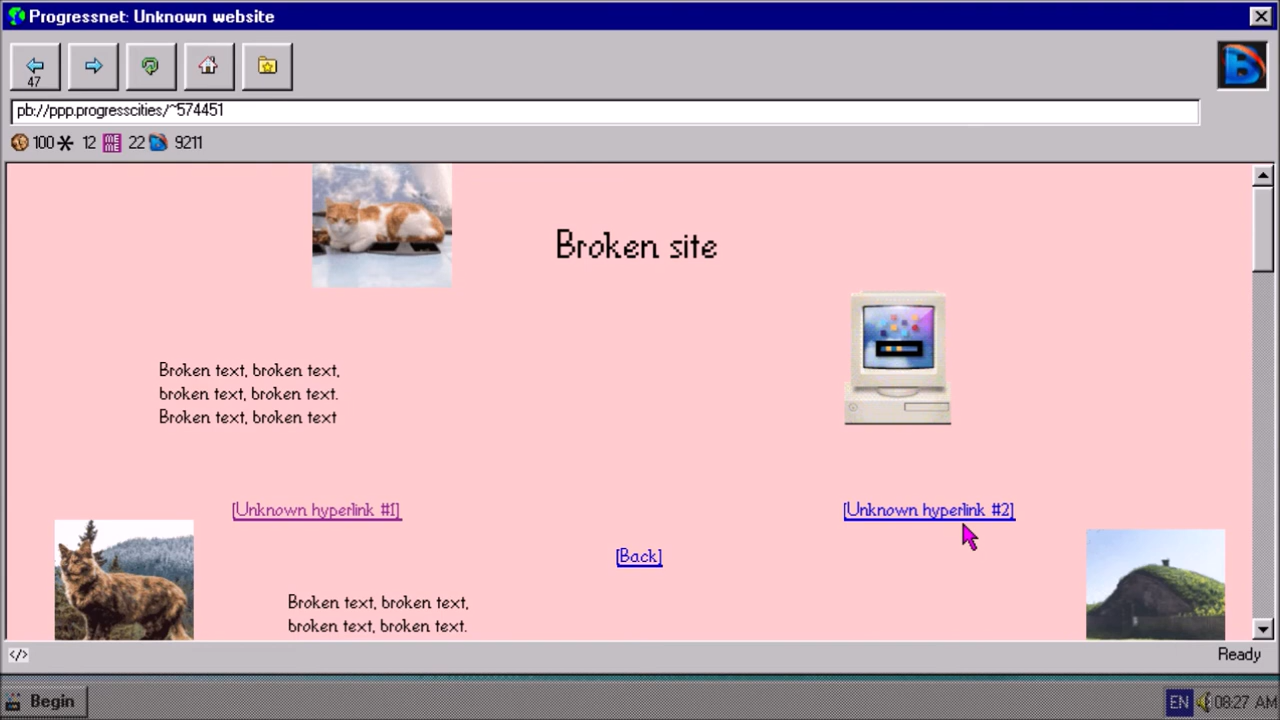 Progressnet: Unknown website
47
pb://ppp.progresscities/~574451
100 12 ME ME 22 9211
Broken site
Broken text, broken text,
broken text, broken text.
Broken text, broken text
[Unknown hyperlink #1]
[Unknown hyperlink #2]
[Back]
Broken text, broken text,
broken text, broken text.
</> Ready
Begin
EN 08:27 AM